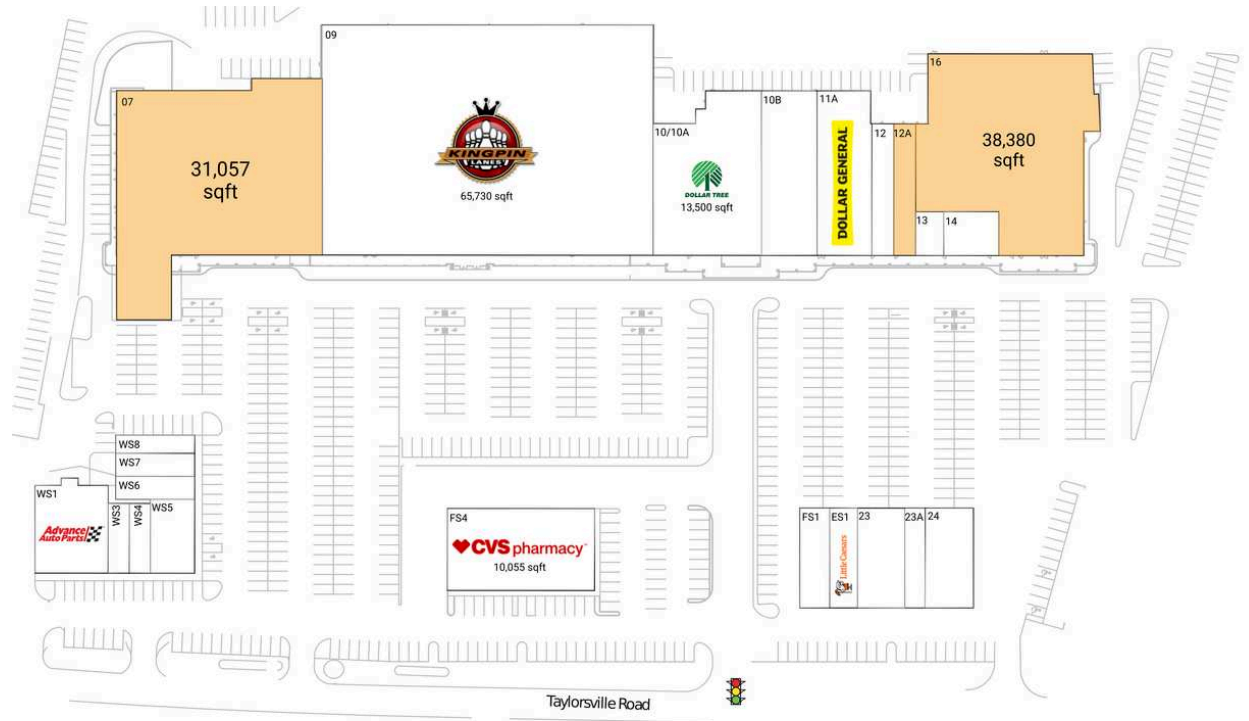 09
16
07
10B
11A
10/10A
12
12A
31,057
sqft
KINGPIN
LANES
65,730 sqft
DOLLAR TREE
13,500 sqft
DOLLAR GENERAL
38,380
sqft
13
14
WS8
WS7
WS6
WS1
WS3
WS4
WS5
Advance
Auto Parts
FS4
CVS pharmacy
10,055 sqft
FS1
ES1
23
23A
24
Little Caesars
Taylorsville Road